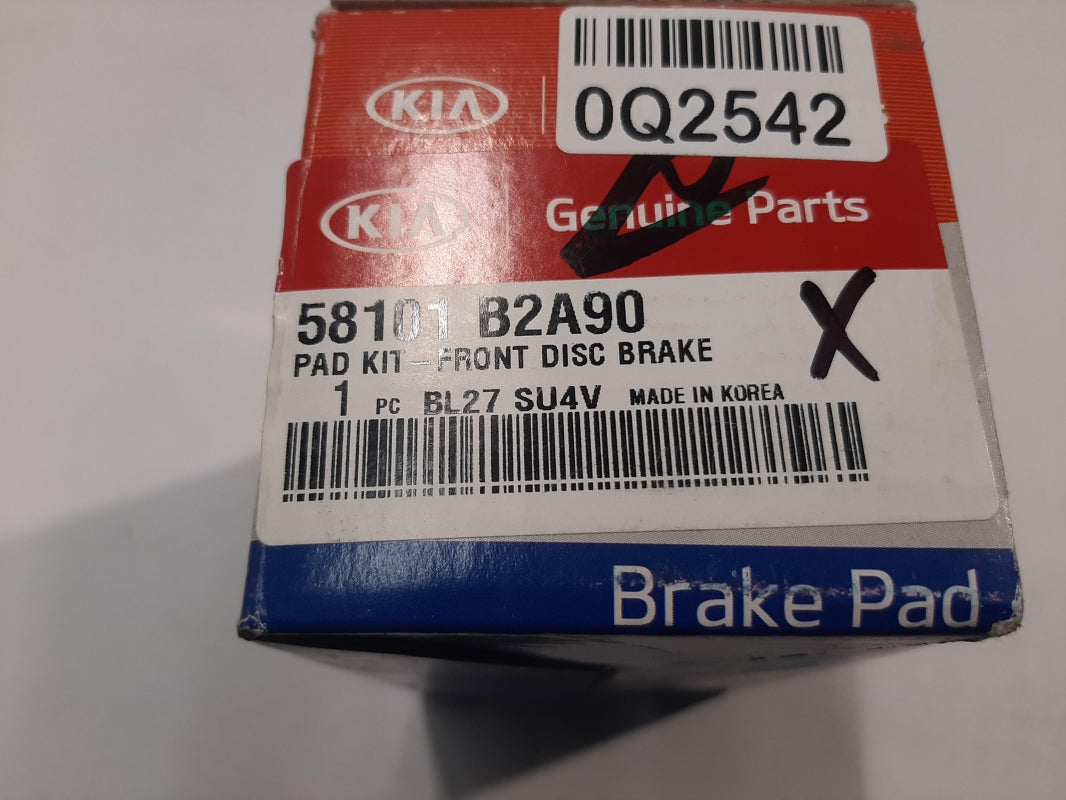 KIA
0Q2542
KIA Genuine Parts
58101 B2A90
PAD KIT-FRONT DISC BRAKE
1 PC BL27 SU4V MADE IN KOREA
X
Brake Pad